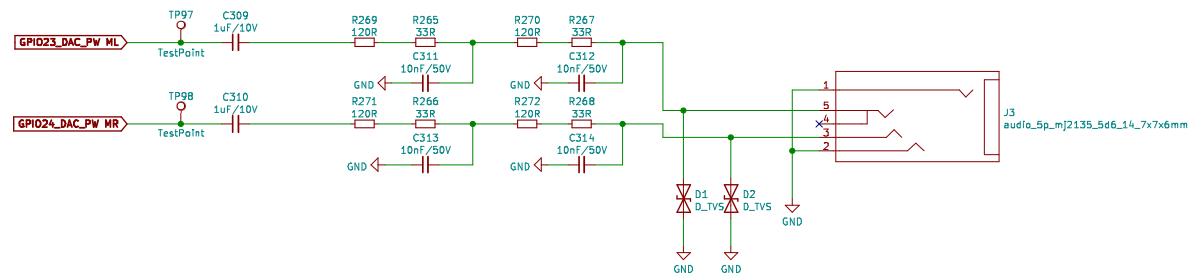 TP97
C309
1uF/10V
R269
120R
R265
33R
R270
120R
R267
33R
GPIO23_DAC_PW ML
TestPoint
C311
10nF/50V
GND
C312
10nF/50V
GND
TP98
C310
1uF/10V
R271
120R
R266
33R
R272
120R
R268
33R
GPIO24_DAC_PW MR
TestPoint
C313
10nF/50V
GND
C314
10nF/50V
GND
1
5
4
3
2
J3
audio_5p_mj2135_5d6_14_7x7x6mm
D1
D_TVS
D2
D_TVS
GND
GND
GND